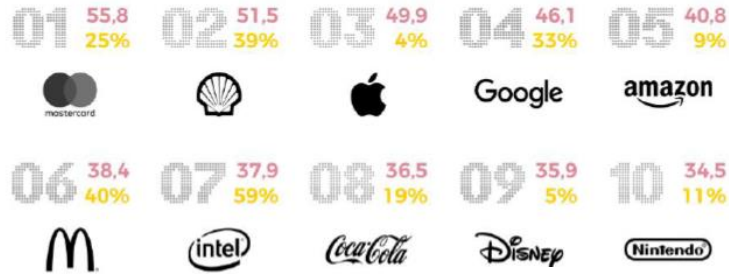 01 55,8
25%
02 51,5
39%
03 49,9
4%
04 46,1
33%
05 40,8
9%
mastercard
Google
amazon
06 38,4
40%
07 37,9
59%
08 36,5
19%
09 35,9
5%
10 34,5
11%
intel
Coca-Cola
Disney
Nintendo